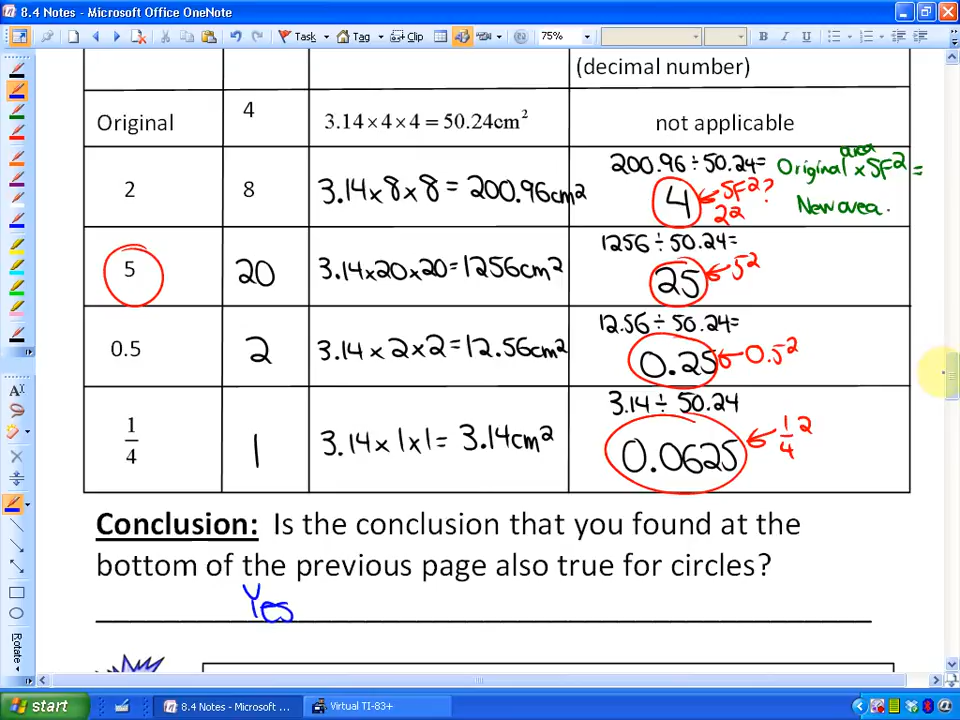 8.4 Notes - Microsoft Office OneNote
Task Tag Clip 75% B I U
(decimal number)
Original 4 3.14 × 4 × 4 = 50.24cm² not applicable
200.96 ÷ 50.24=
2 8 3.14 x 8 x 8 = 200.96cm² 4 SF²? 2²
area
Original x SF² =
New area.
1256 ÷ 50.24=
5 20 3.14x20x20=1256cm² 25 5²
12.56 ÷ 50.24=
0.5 2 3.14 x 2 x 2 = 12.56cm² 0.25 0.5²
3.14 ÷ 50.24
1/4 1 3.14 x 1 x 1 = 3.14cm² 0.0625 1/4 2
Conclusion: Is the conclusion that you found at the
bottom of the previous page also true for circles?
Yes
A
Rotate
start 8.4 Notes - Microsoft ... Virtual TI-83+